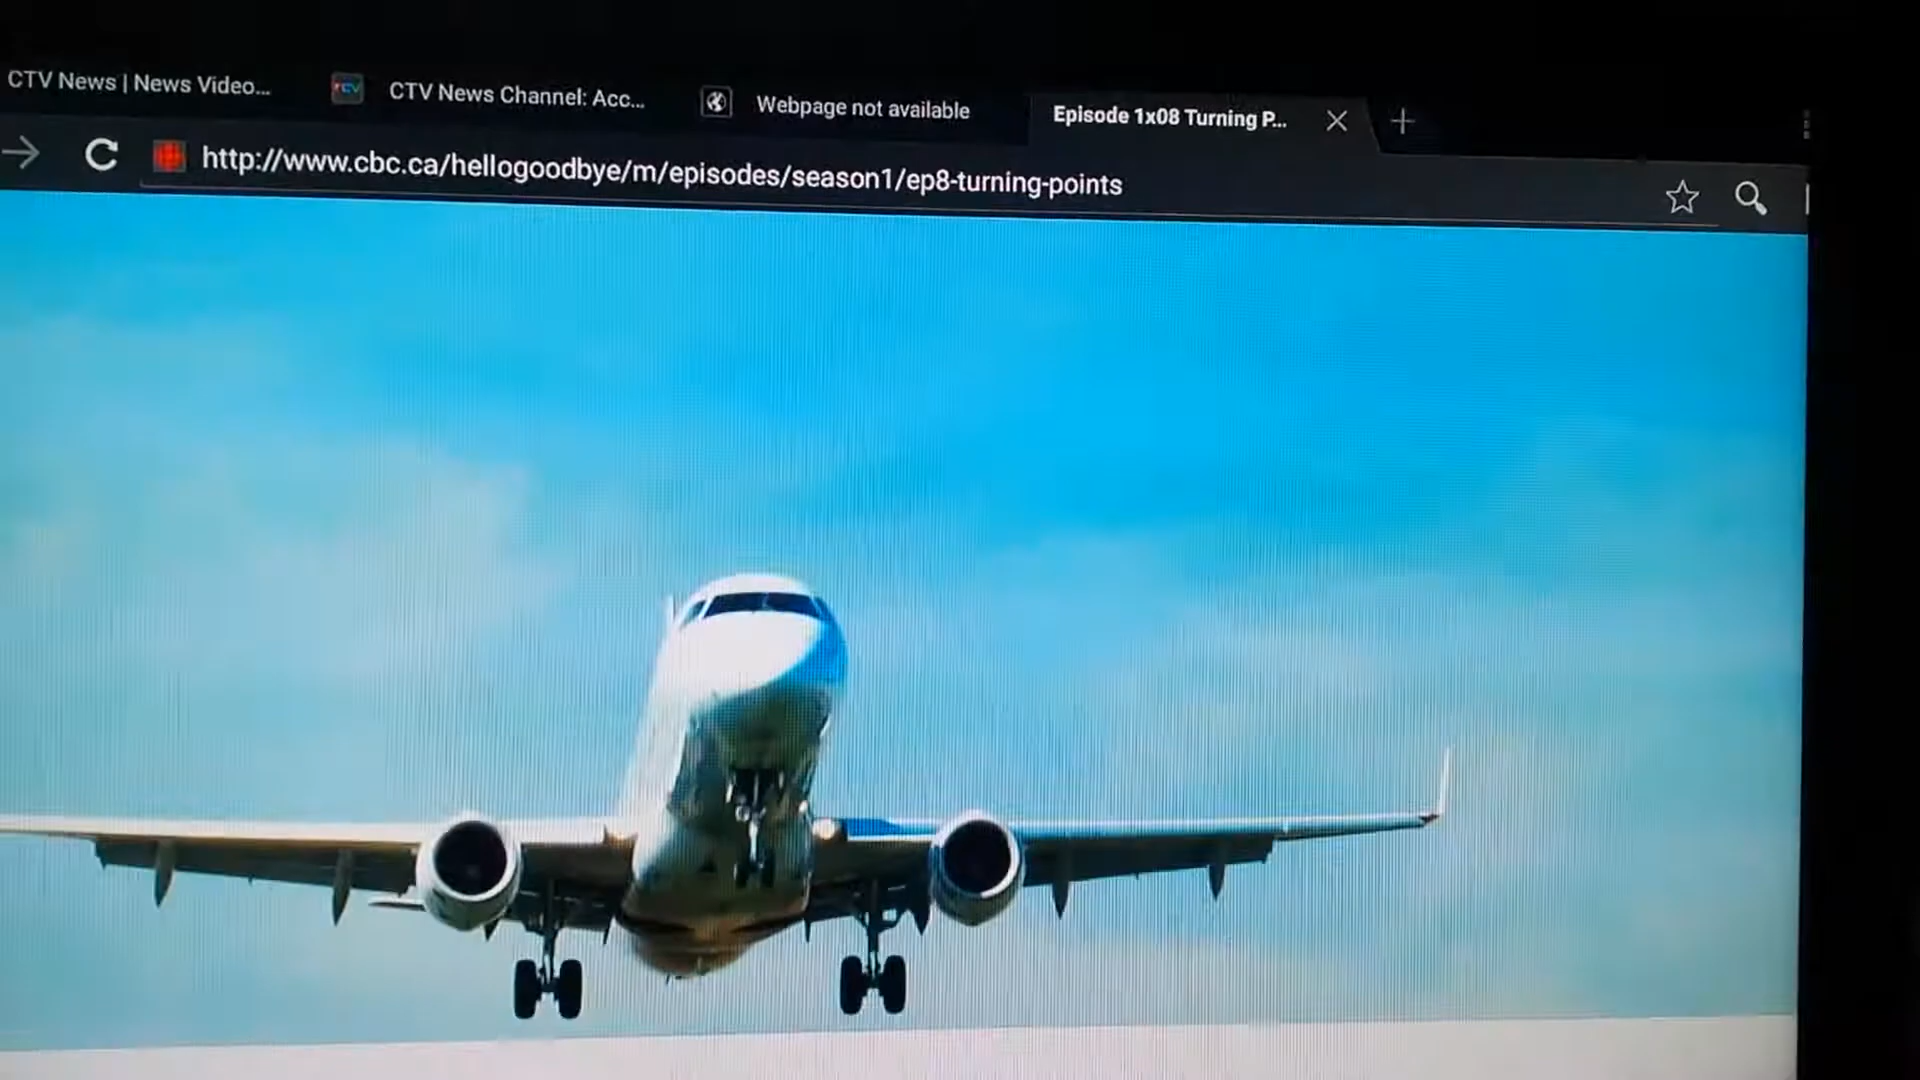 CTV News | News Video...
CTV News Channel: Acc...
Webpage not available
Episode 1x08 Turning P...
http://www.cbc.ca/hellogoodbye/m/episodes/season1/ep8-turning-points